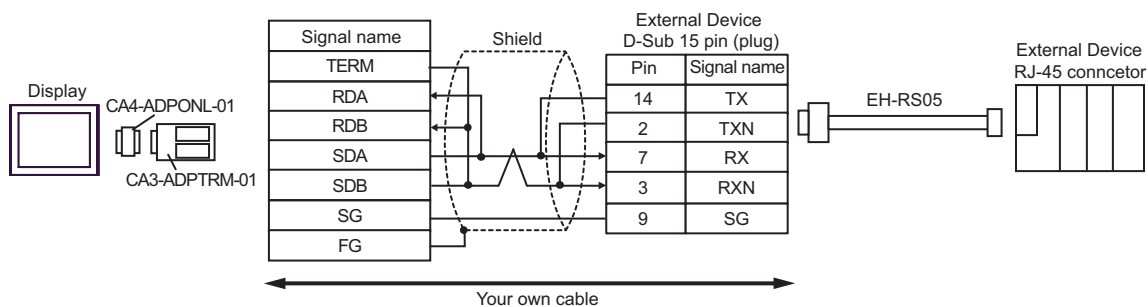 Display
CA4-ADPONL-01
CA3-ADPTRM-01
Signal name
TERM
RDA
RDB
SDA
SDB
SG
FG
Shield
External Device
D-Sub 15 pin (plug)
Pin Signal name
14 TX
2 TXN
7 RX
3 RXN
9 SG
EH-RS05
External Device
RJ-45 conncetor
Your own cable